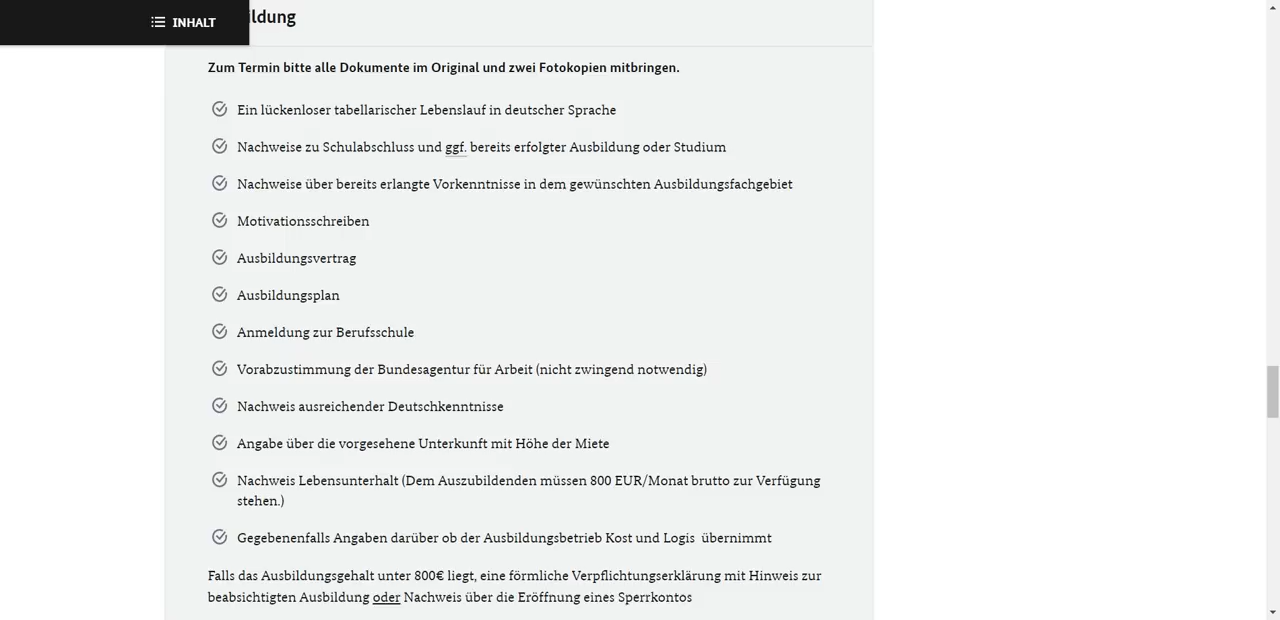 INHALT
ildung
Zum Termin bitte alle Dokumente im Original und zwei Fotokopien mitbringen.
Ein lückenloser tabellarischer Lebenslauf in deutscher Sprache
Nachweise zu Schulabschluss und ggf. bereits erfolgter Ausbildung oder Studium
Nachweise über bereits erlangte Vorkenntnisse in dem gewünschten Ausbildungsfachgebiet
Motivationsschreiben
Ausbildungsvertrag
Ausbildungsplan
Anmeldung zur Berufsschule
Vorabzustimmung der Bundesagentur für Arbeit (nicht zwingend notwendig)
Nachweis ausreichender Deutschkenntnisse
Angabe über die vorgesehene Unterkunft mit Höhe der Miete
Nachweis Lebensunterhalt (Dem Auszubildenden müssen 800 EUR/Monat brutto zur Verfügung
stehen.)
Gegebenenfalls Angaben darüber ob der Ausbildungsbetrieb Kost und Logis  übernimmt
Falls das Ausbildungsgehalt unter 800€ liegt, eine förmliche Verpflichtungserklärung mit Hinweis zur
beabsichtigten Ausbildung oder Nachweis über die Eröffnung eines Sperrkontos